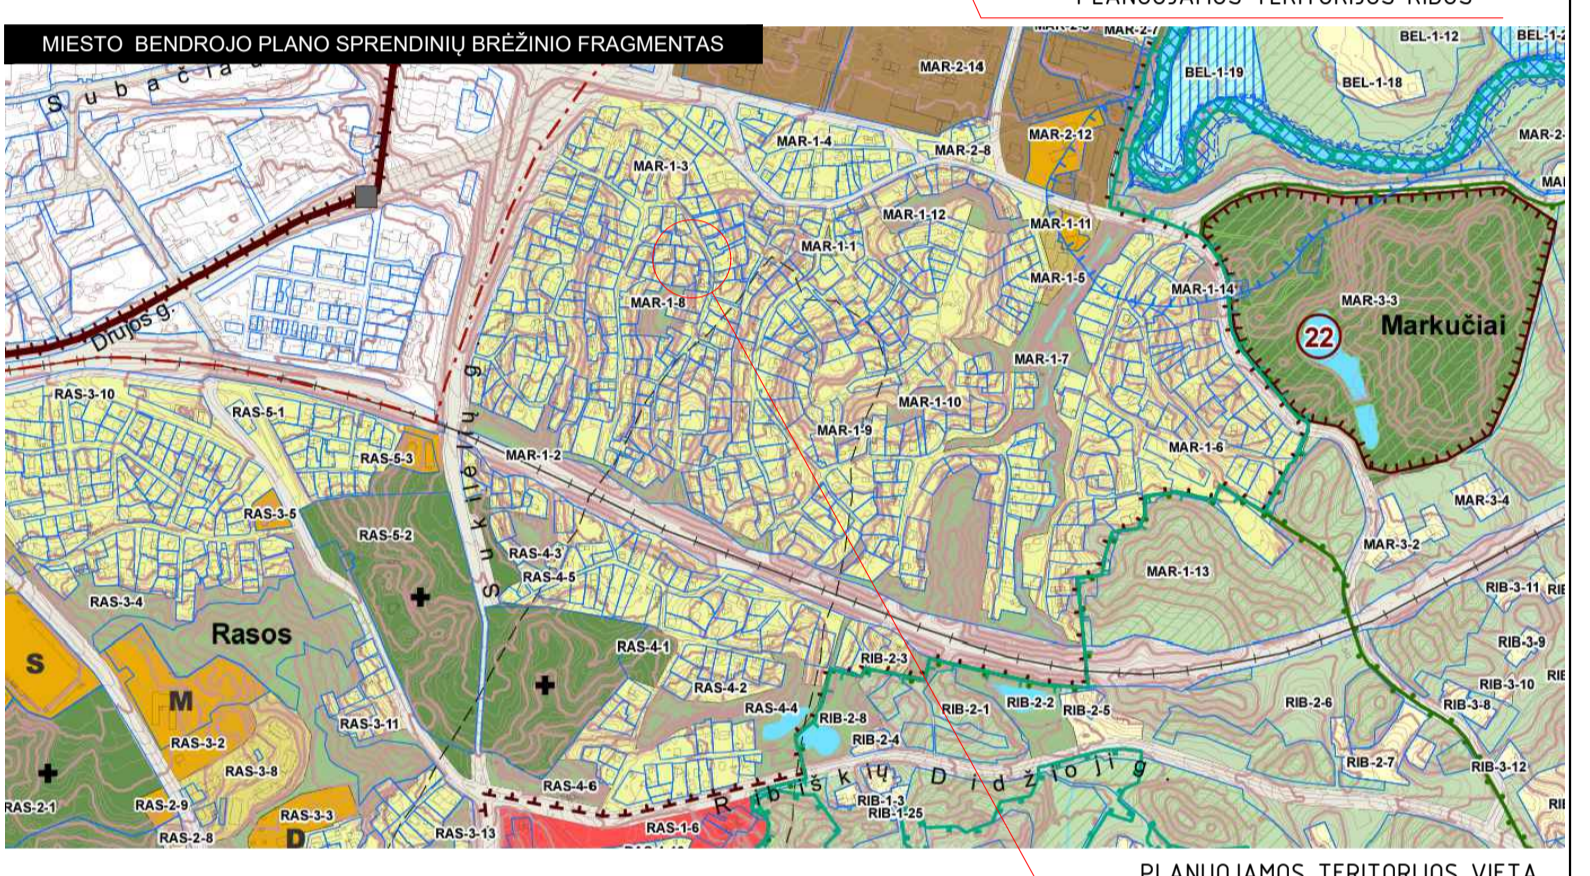 PLANUOJAMOS TERITORIJOS RIBOS
MIESTO BENDROJO PLANO SPRENDINIŲ BRĖŽINIO FRAGMENTAS
MAR-2-7
BEL-1-12
MAR-2-14
BEL-1-19
BEL-1-18
MAR-2-12
MAR-1-4
MAR-2-8
MAR-1-3
MAR-1-12
MAR-1-11
MAR-1-1
MAR-1-5
MAR-1-14
MAR-1-8
MAR-3-3
Markučiai
22
Drujos g.
MAR-1-7
RAS-3-10
RAS-5-1
MAR-1-10
MAR-1-9
MAR-1-6
RAS-5-3
MAR-1-2
Sukilėlių g
RAS-3-5
MAR-3-4
RAS-5-2
RAS-4-3
MAR-3-2
RAS-4-5
MAR-1-13
RIB-3-11
RAS-3-4
Rasos
RAS-4-1
RIB-3-9
S
RIB-2-3
RAS-4-2
RIB-3-10
M
RAS-4-4
RIB-2-8
RIB-2-1
RIB-2-2
RIB-2-5
RIB-2-6
RIB-3-8
RAS-3-11
RIB-2-4
RAS-3-2
RAS-3-8
RIB-2-7
RIB-3-12
Ribiškių Didžioji g.
RAS-4-6
RAS-2-1
RAS-2-9
RAS-3-3
RIB-1-3
RIB-1-25
RAS-2-8
D
RAS-3-13
RAS-1-6
PLANUOJAMOS TERITORIJOS VIETA